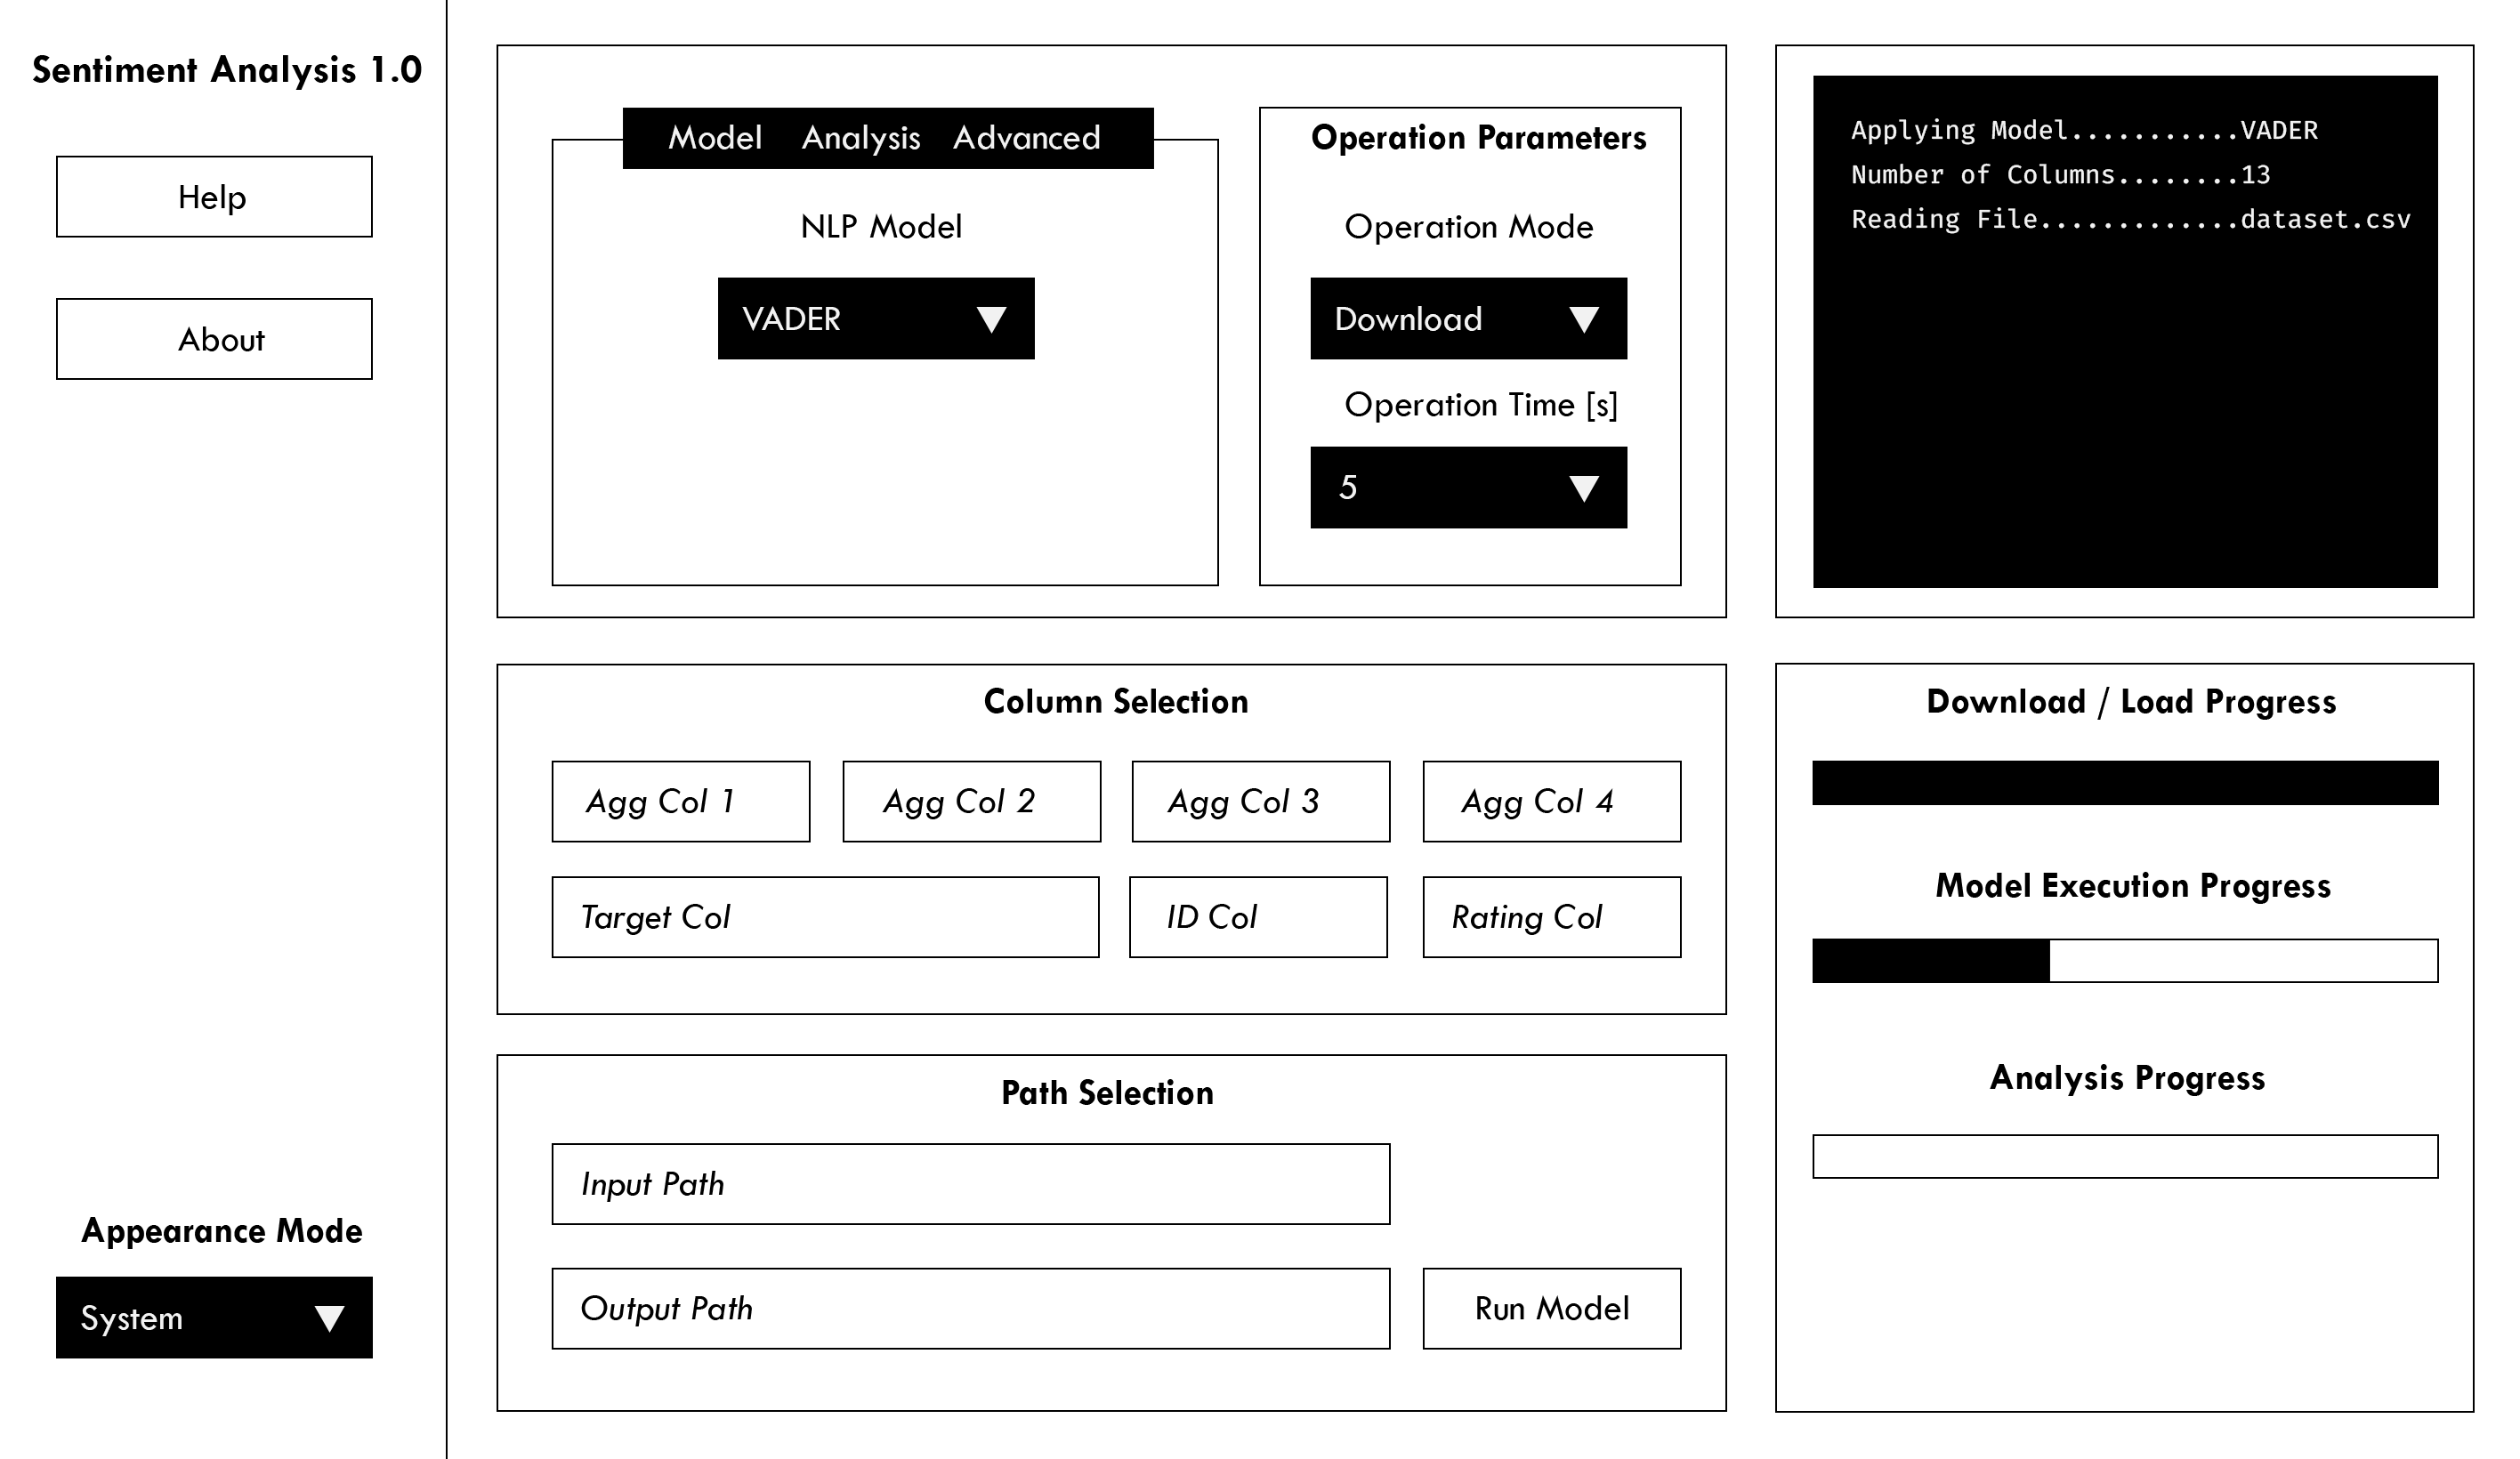 Sentiment Analysis 1.0
Help
About
Appearance Mode
System
Model Analysis Advanced
NLP Model
VADER
Operation Parameters
Operation Mode
Download
Operation Time [s]
5
Applying Model...........VADER
Number of Columns........13
Reading File.............dataset.csv
Column Selection
Agg Col 1
Agg Col 2
Agg Col 3
Agg Col 4
Target Col
ID Col
Rating Col
Path Selection
Input Path
Output Path
Run Model
Download / Load Progress
Model Execution Progress
Analysis Progress